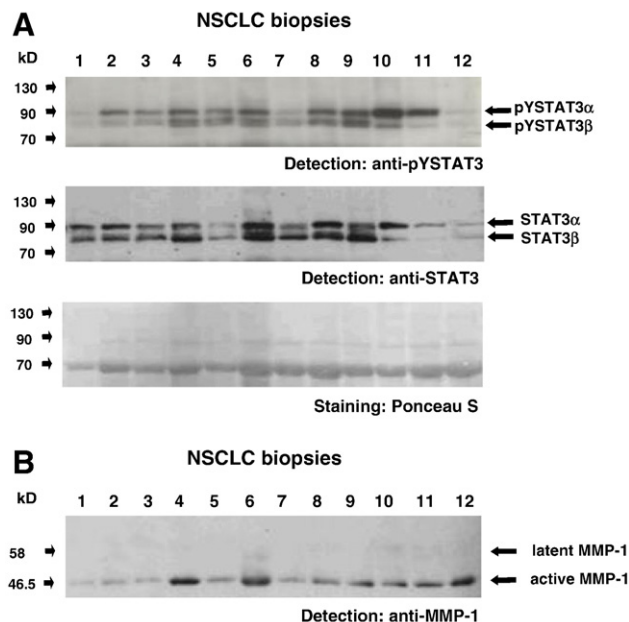 A
NSCLC biopsies
kD
1 2 3 4 5 6 7 8 9 10 11 12
130
90
70
pYSTAT3α
pYSTAT3β
Detection: anti-pYSTAT3
130
90
70
STAT3α
STAT3β
Detection: anti-STAT3
130
90
70
Staining: Ponceau S
B
NSCLC biopsies
kD
1 2 3 4 5 6 7 8 9 10 11 12
58
latent MMP-1
46.5
active MMP-1
Detection: anti-MMP-1